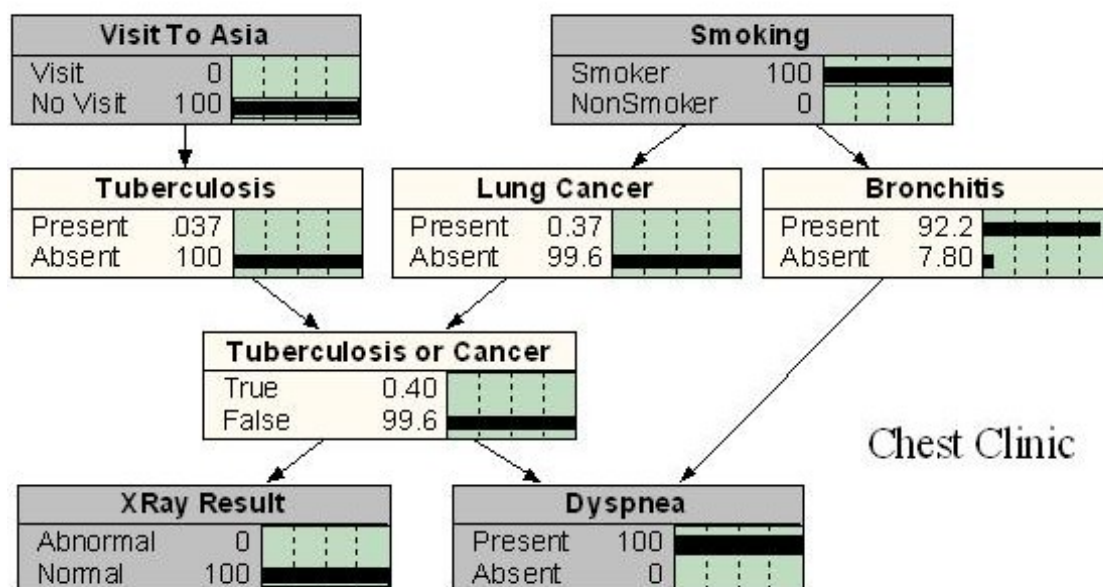 Visit To Asia
Visit 0
No Visit 100
Smoking
Smoker 100
NonSmoker 0
Tuberculosis
Present .037
Absent 100
Lung Cancer
Present 0.37
Absent 99.6
Bronchitis
Present 92.2
Absent 7.80
Tuberculosis or Cancer
True 0.40
False 99.6
Chest Clinic
XRay Result
Abnormal 0
Normal 100
Dyspnea
Present 100
Absent 0